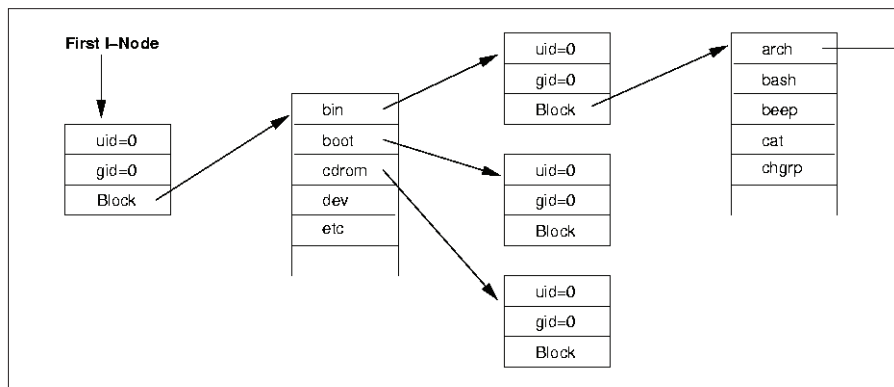 First I–Node
uid=0
gid=0
Block
bin
boot
cdrom
dev
etc
uid=0
gid=0
Block
uid=0
gid=0
Block
uid=0
gid=0
Block
arch
bash
beep
cat
chgrp